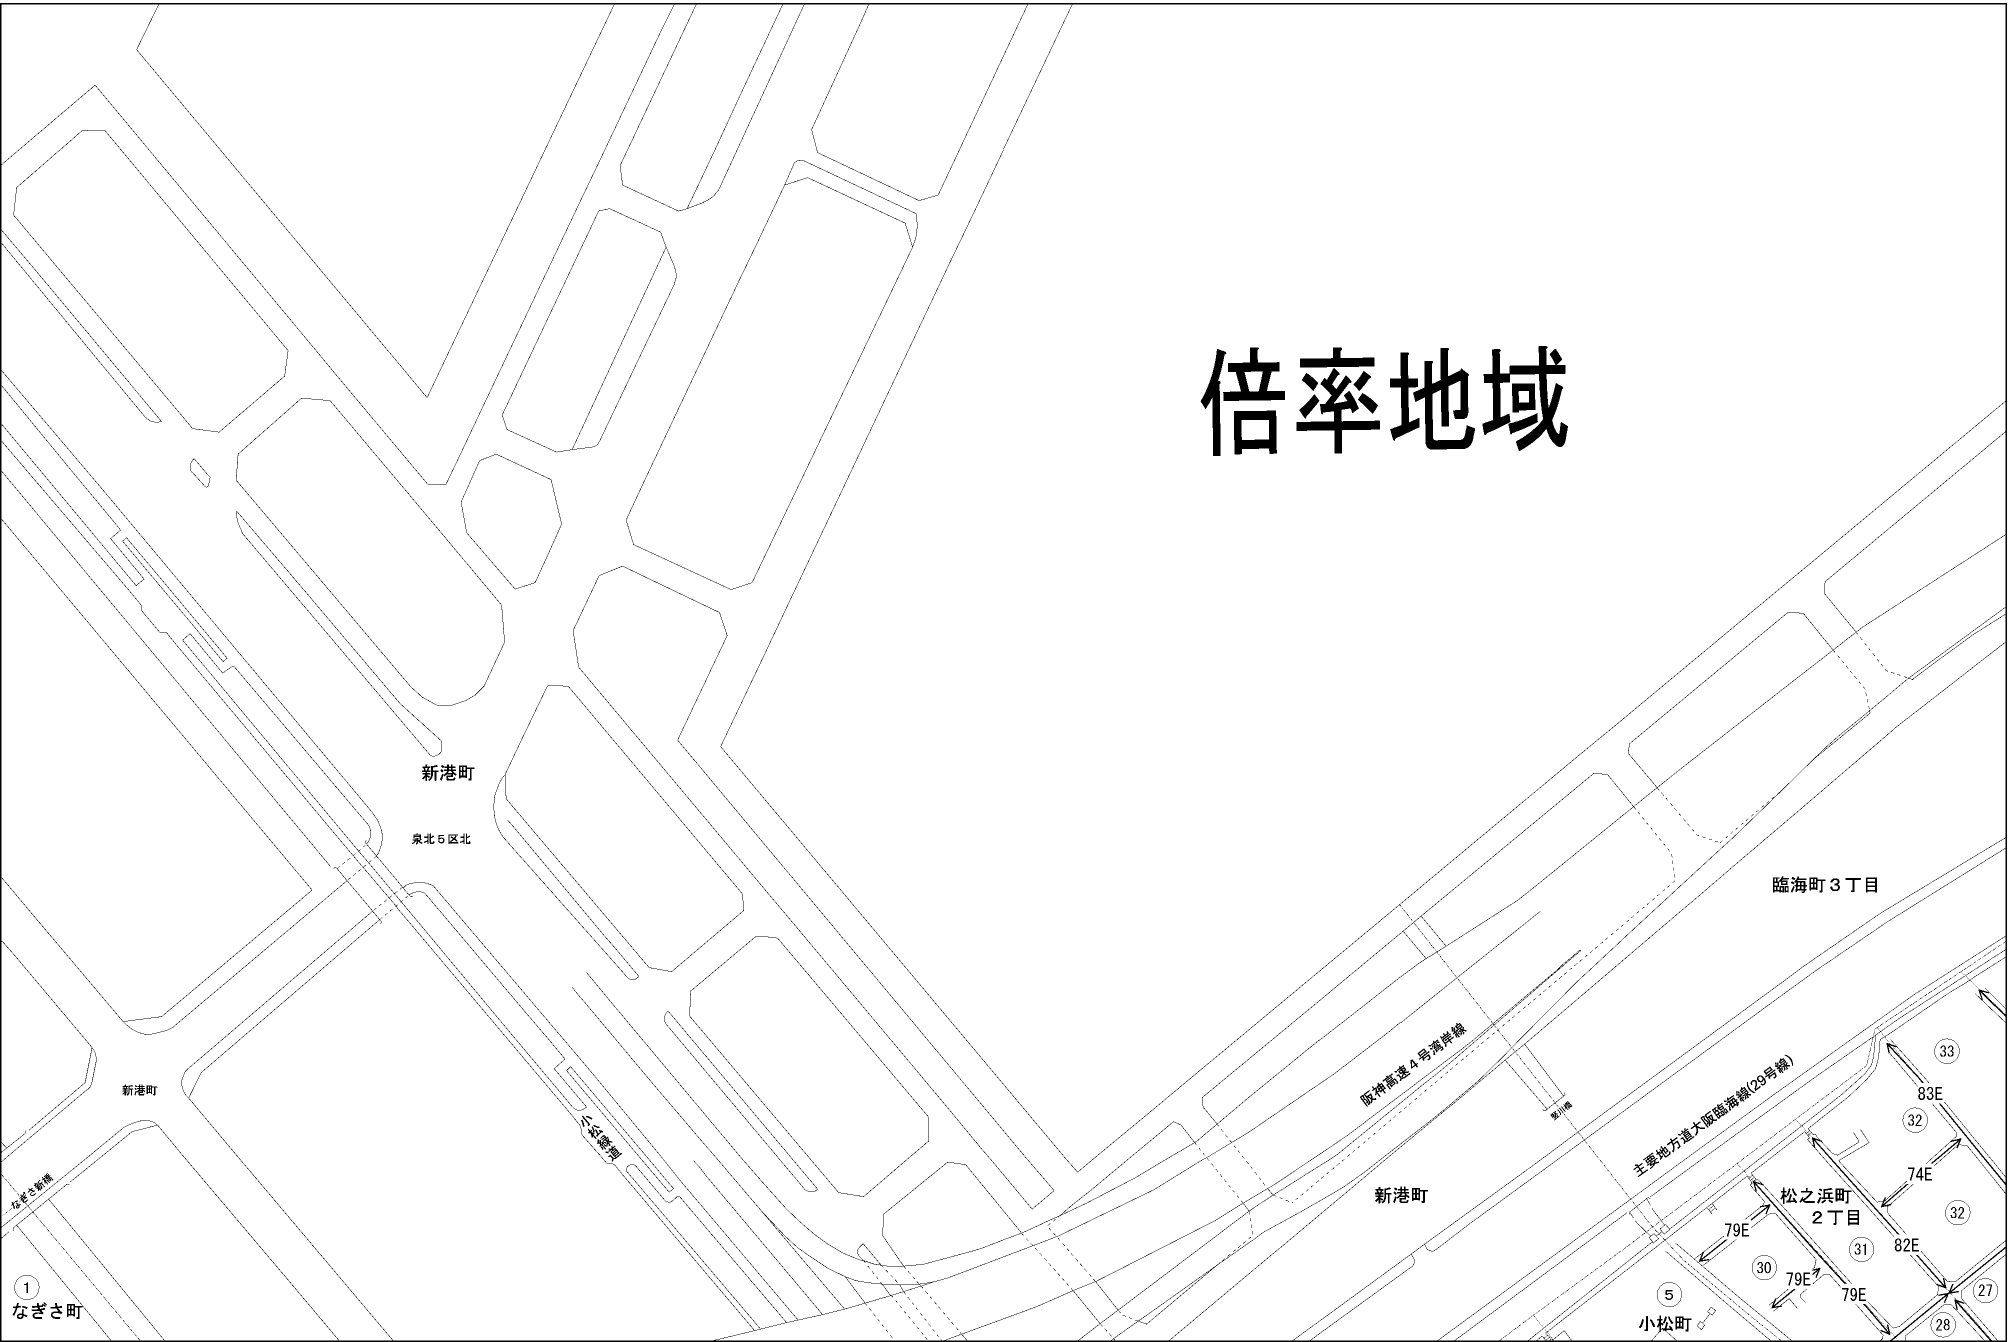 倍率地域
新港町
泉北5区北
臨海町3丁目
阪神高速4号湾岸線
主要地方道大阪臨海線(29号線)
新港町
小松緑道
新港町
なぎさ新橋
1
なぎさ町
33
83E
32
74E
松之浜町
2丁目
32
79E
31
82E
30
79E
79E
27
28
5
小松町